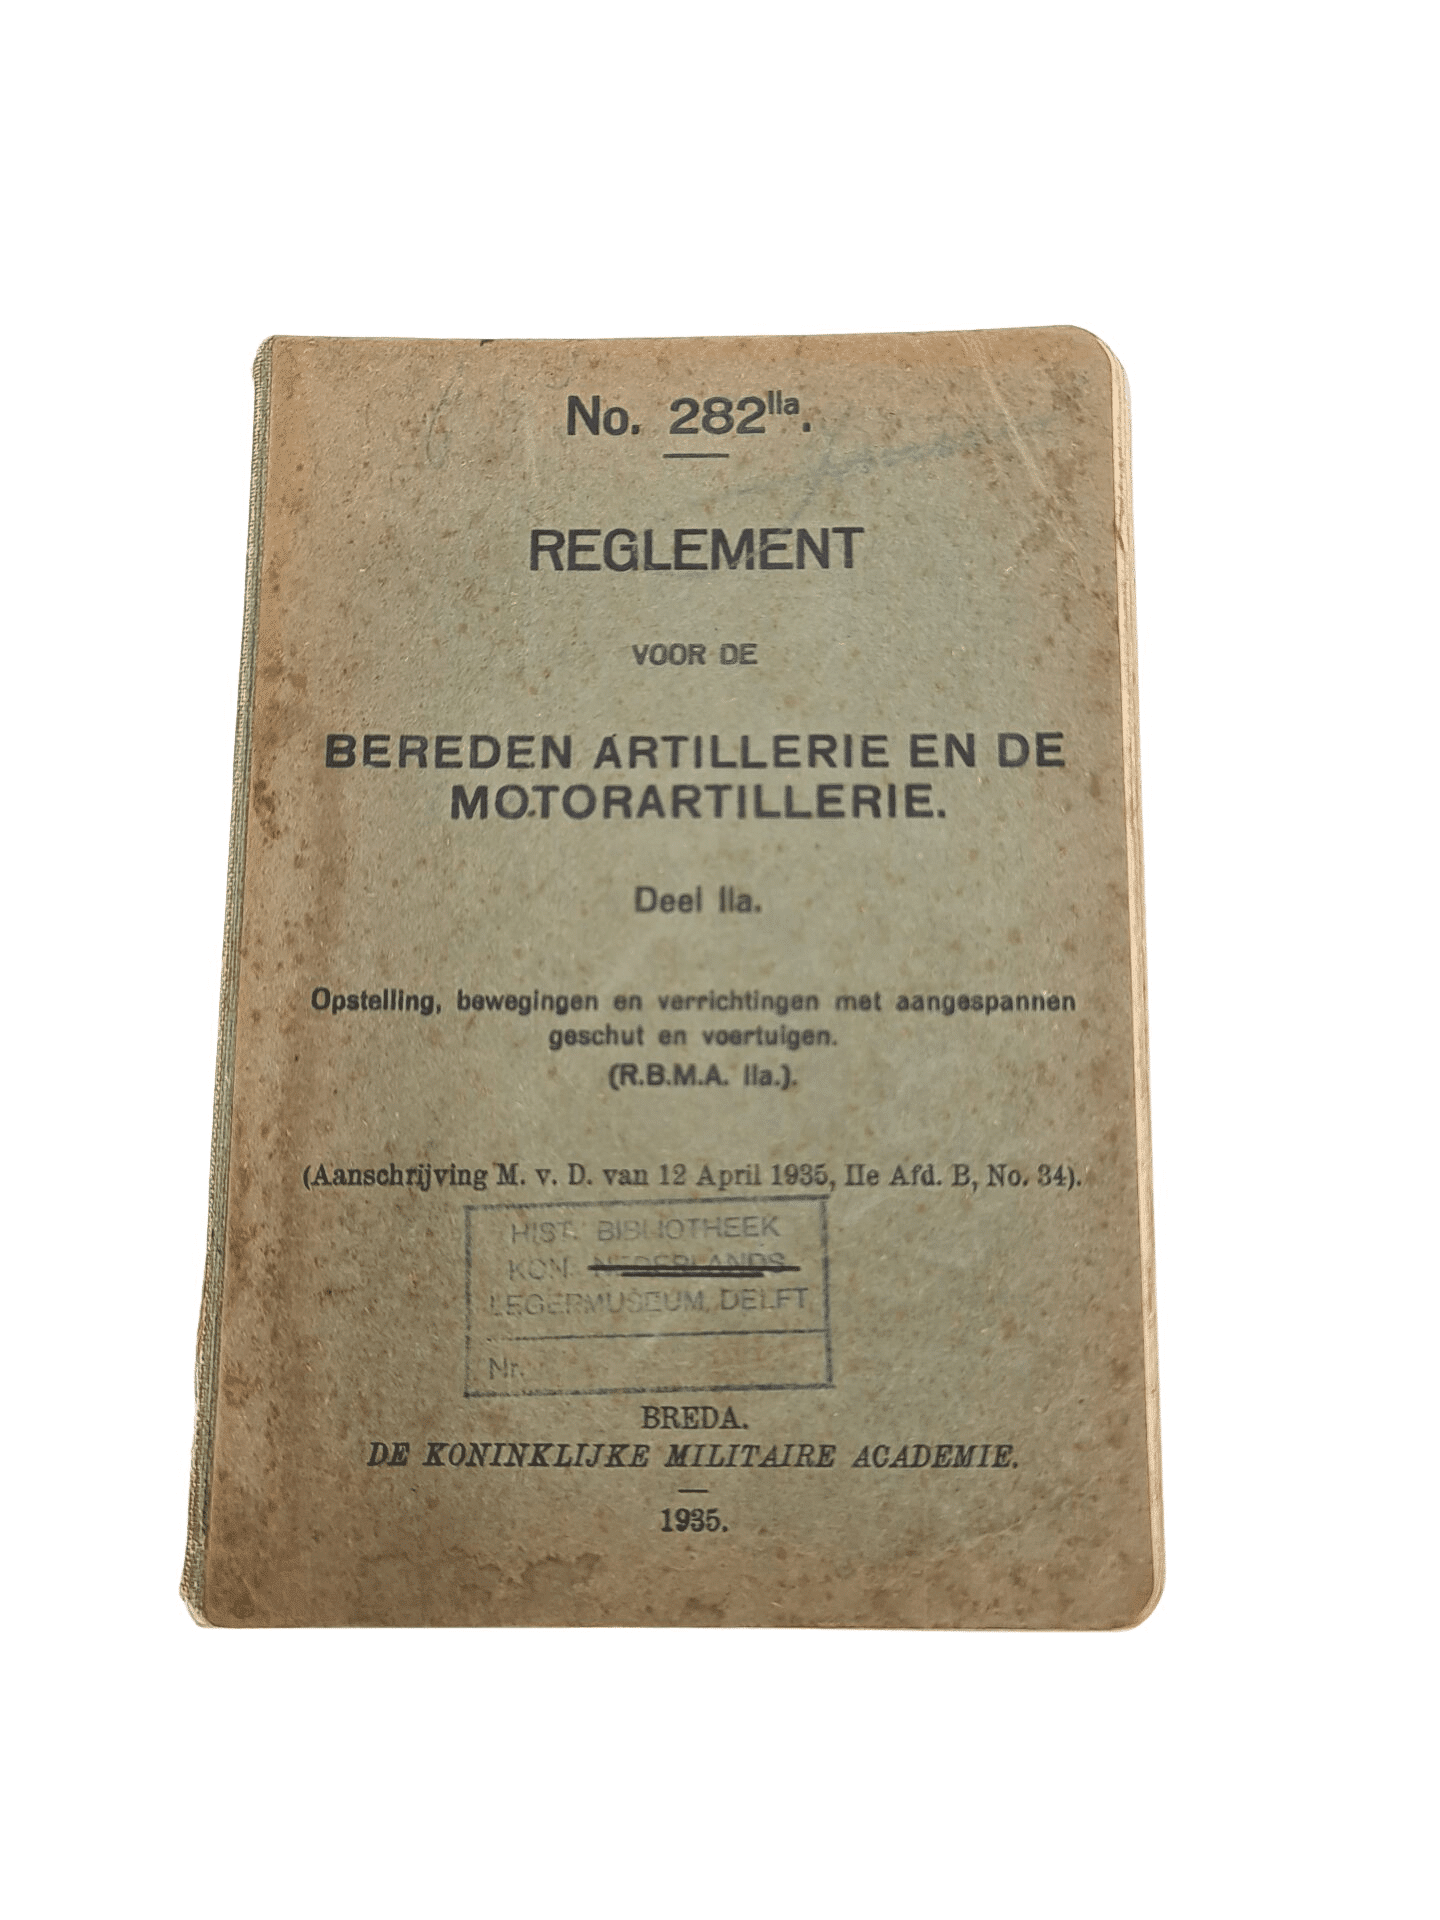 No. 282IIa.
REGLEMENT
VOOR DE
BEREDEN ARTILLERIE EN DE
MOTORARTILLERIE.
Deel IIa.
Opstelling, bewegingen en verrichtingen met aangespannen
geschut en voertuigen.
(R.B.M.A. IIa.).
(Aanschrijving M. v. D. van 12 April 1935, IIe Afd. B, No. 34).
HIST. BIBLIOTHEEK
KON. NEDERLANDS
LEGERMUSEUM, DELFT
Nr.
BREDA.
DE KONINKLIJKE MILITAIRE ACADEMIE.
1935.